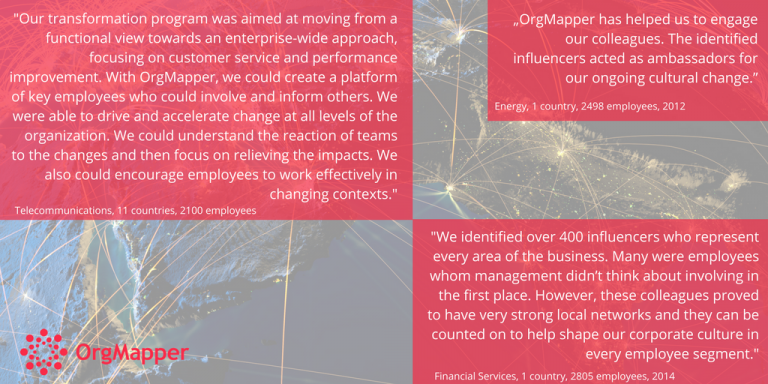 "Our transformation program was aimed at moving from a
functional view towards an enterprise-wide approach,
focusing on customer service and performance
improvement. With OrgMapper, we could create a platform
of key employees who could involve and inform others. We
were able to drive and accelerate change at all levels of the
organization. We could understand the reaction of teams
to the changes and then focus on relieving the impacts. We
also could encourage employees to work effectively in
changing contexts."
Telecommunications, 11 countries, 2100 employees
„OrgMapper has helped us to engage
our colleagues. The identified
influencers acted as ambassadors for
our ongoing cultural change.”
Energy, 1 country, 2498 employees, 2012
"We identified over 400 influencers who represent
every area of the business. Many were employees
whom management didn’t think about involving in
the first place. However, these colleagues proved
to have very strong local networks and they can be
counted on to help shape our corporate culture in
every employee segment."
Financial Services, 1 country, 2805 employees, 2014
OrgMapper